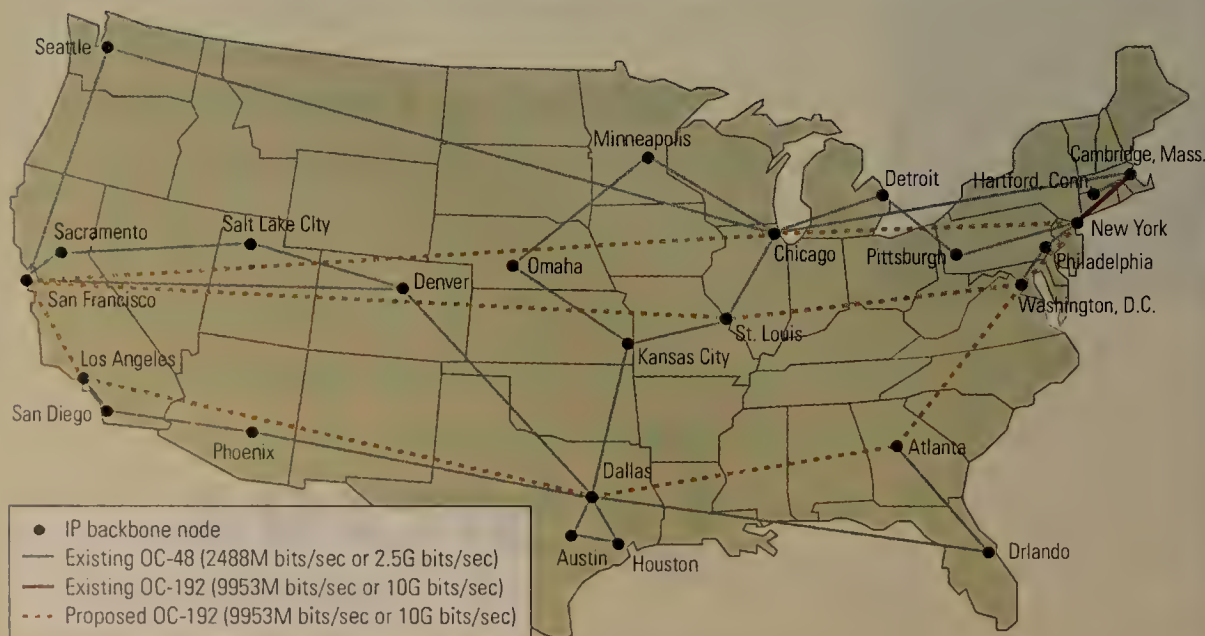 Seattle
Minneapolis
Cambridge, Mass.
Detroit
Hartford, Conn.
Sacramento
Salt Lake City
New York
Chicago
Pittsburgh
Philadelphia
Omaha
Denver
San Francisco
Washington, D.C.
St. Louis
Kansas City
Los Angeles
San Diego
Phoenix
Atlanta
Dallas
Austin
Houston
Orlando
IP backbone node
Existing OC-48 (2488M bits/sec or 2.5G bits/sec)
Existing OC-192 (9953M bits/sec or 10G bits/sec)
Proposed OC-192 (9953M bits/sec or 10G bits/sec)